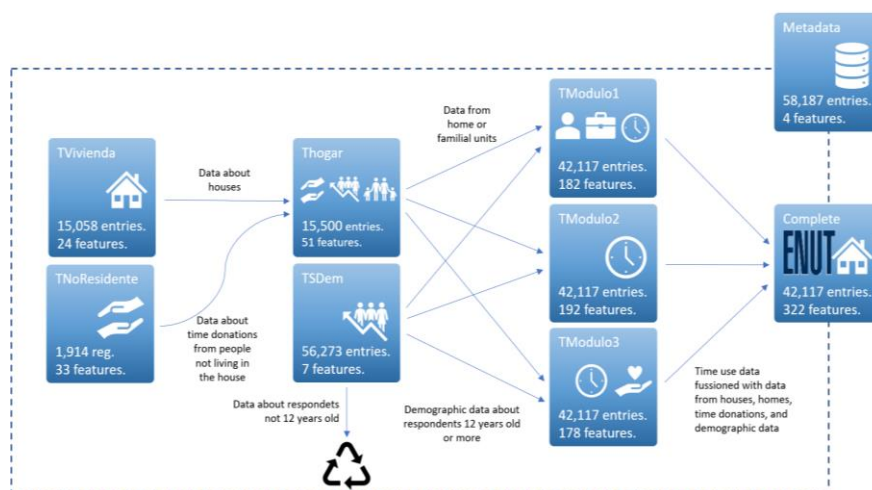 Metadata
58,187 entries.
4 features.
TVivienda
15,058 entries.
24 features.
Data about
houses
Thogar
15,500 entries.
51 features.
Data from
home or
familial units
TModulo1
42,117 entries.
182 features.
TNoResidente
1,914 reg.
33 features.
Data about
time donations
from people
not living in
the house
TSDem
56,273 entries.
7 features.
TModulo2
42,117 entries.
192 features.
Complete
ENUT
42,117 entries.
322 features.
Data about respondets
not 12 years old
Demographic data about
respondents 12 years old
or more
TModulo3
42,117 entries.
178 features.
Time use data
fussioned with data
from houses, homes,
time donations, and
demographic data